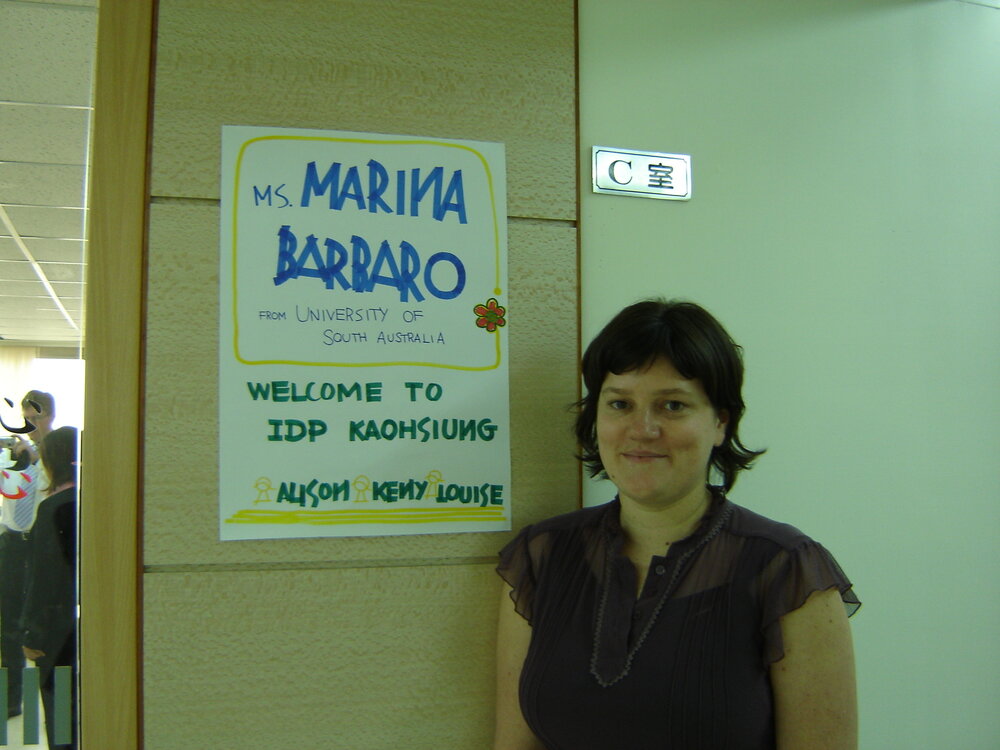 MS. MARINA
BARBARO
FROM UNIVERSITY OF
SOUTH AUSTRALIA
WELCOME TO
IDP KAOHSIUNG
ALISON KENY LOUISE
C 室